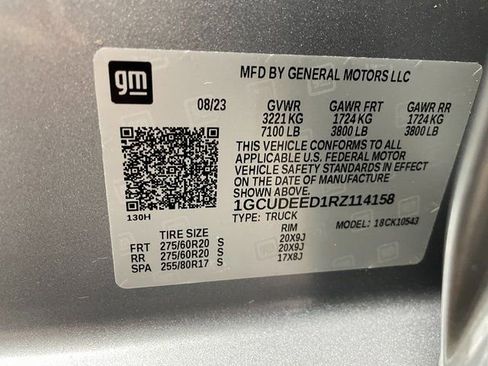 gm
MFD BY GENERAL MOTORS LLC
08/23 GVWR GAWR FRT GAWR RR
3221 KG 1724 KG 1724 KG
7100 LB 3800 LB 3800 LB
THIS VEHICLE CONFORMS TO ALL
APPLICABLE U.S. FEDERAL MOTOR
VEHICLE SAFETY STANDARDS IN EFFECT
ON THE DATE OF MANUFACTURE
SHOWN ABOVE.
1GCUDEED1RZ114158
130H
TYPE: TRUCK MODEL: 18CK10543
TIRE SIZE RIM
FRT 275/60R20 S 20X9J
RR 275/60R20 S 20X9J
SPA 255/80R17 S 17X8J